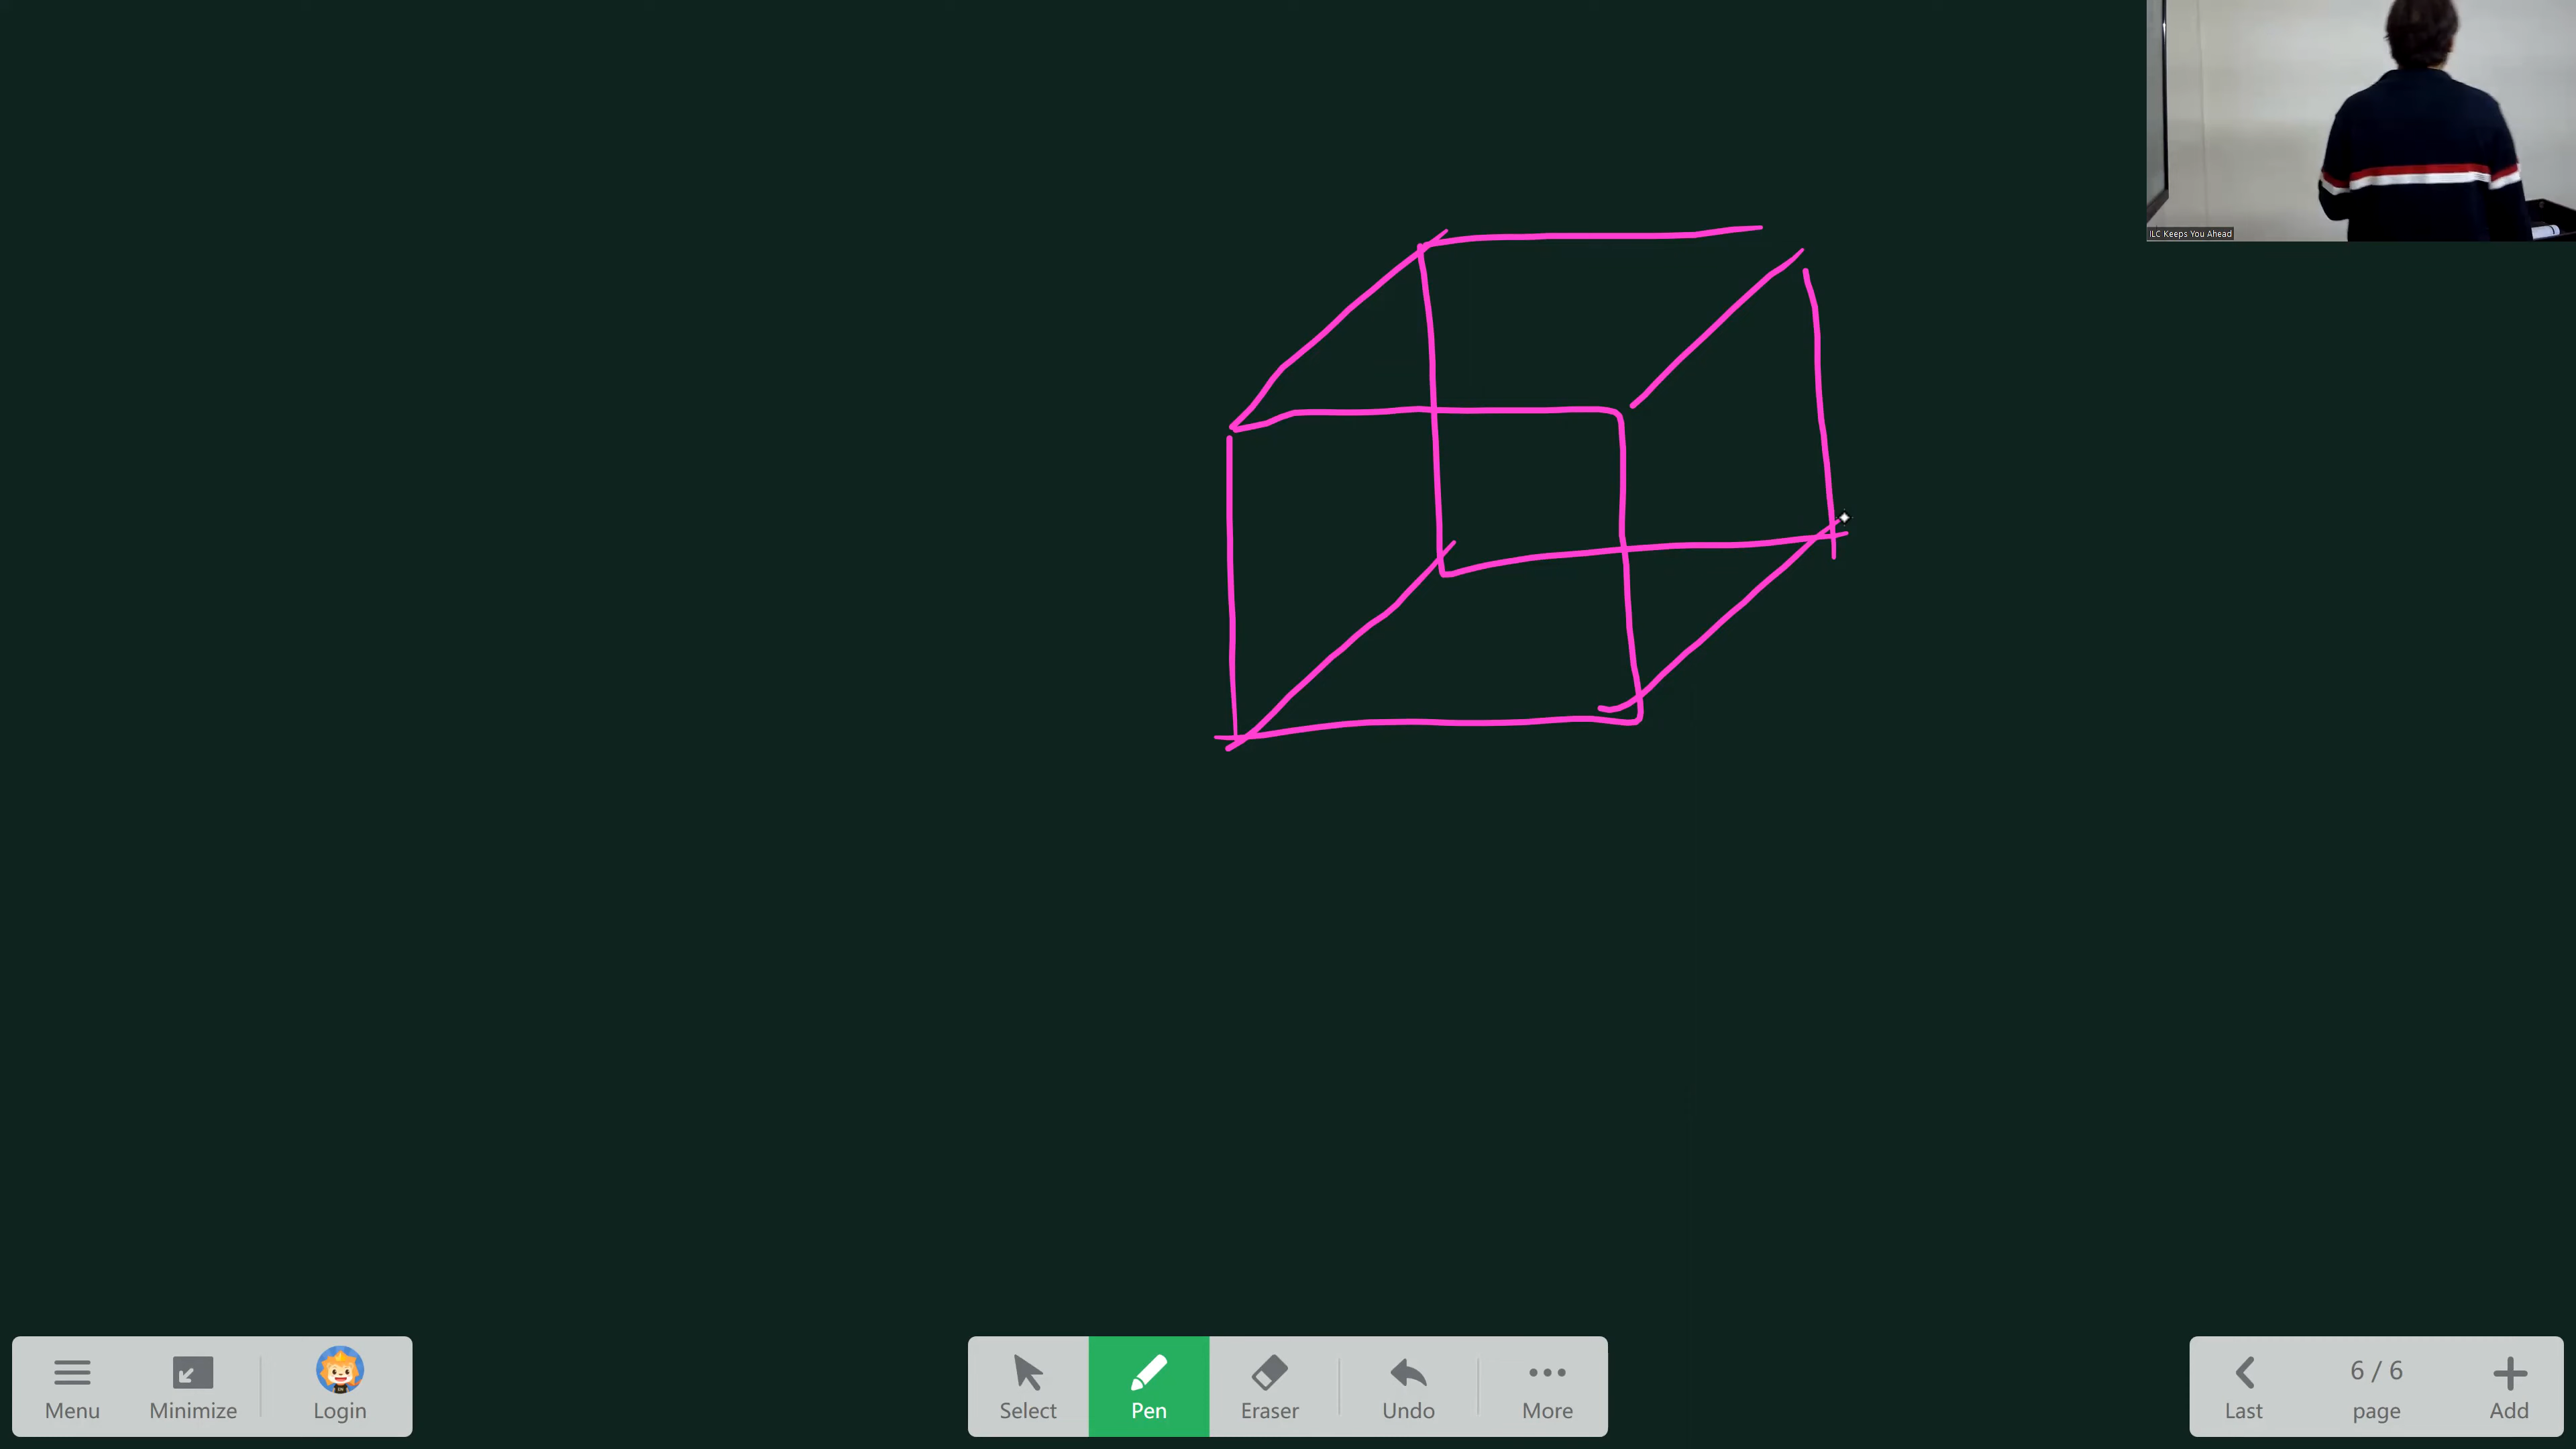 ILC Keeps You Ahead
Menu
Minimize
Login
Select
Pen
Eraser
Undo
More
Last
6 / 6
page
Add